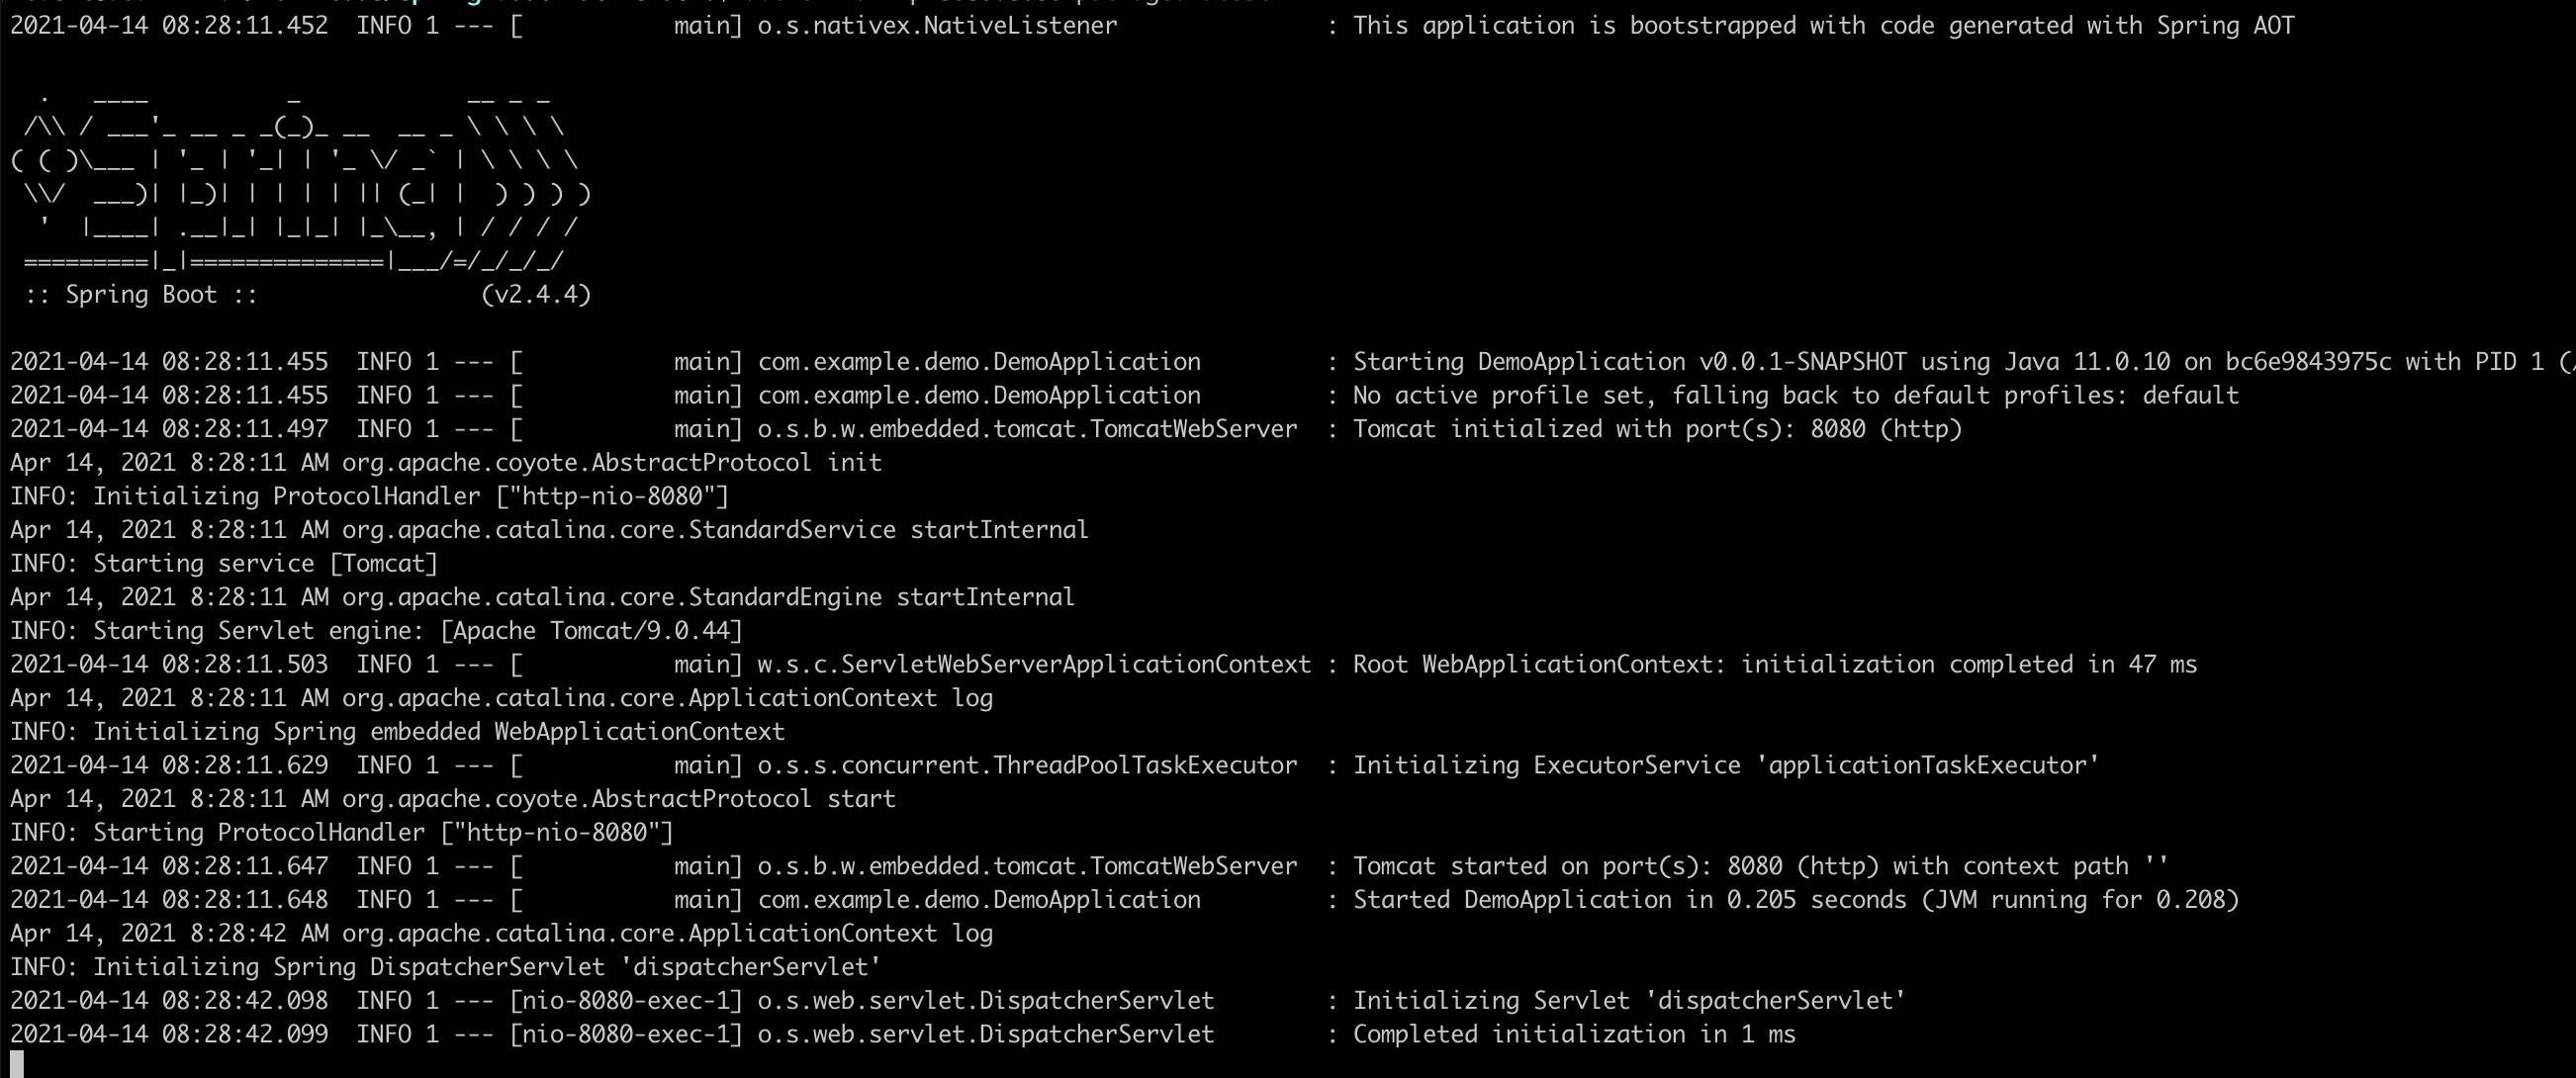 2021-04-14 08:28:11.452  INFO 1 --- [           main] o.s.nativex.NativeListener               : This application is bootstrapped with code generated with Spring AOT
  .   ____          _            __ _ _
 /\\ / ___'_ __ _ _(_)_ __  __ _ \ \ \ \
( ( )\___ | '_ | '_| | '_ \/ _` | \ \ \ \
 \\/  ___)| |_)| | | | | || (_| |  ) ) ) )
  '  |____| .__|_| |_|_| |_\__, | / / / /
 =========|_|==============|___/=/_/_/_/
 :: Spring Boot ::                (v2.4.4)
2021-04-14 08:28:11.455  INFO 1 --- [           main] com.example.demo.DemoApplication         : Starting DemoApplication v0.0.1-SNAPSHOT using Java 11.0.10 on bc6e9843975c with PID 1 (/
2021-04-14 08:28:11.455  INFO 1 --- [           main] com.example.demo.DemoApplication         : No active profile set, falling back to default profiles: default
2021-04-14 08:28:11.497  INFO 1 --- [           main] o.s.b.w.embedded.tomcat.TomcatWebServer  : Tomcat initialized with port(s): 8080 (http)
Apr 14, 2021 8:28:11 AM org.apache.coyote.AbstractProtocol init
INFO: Initializing ProtocolHandler ["http-nio-8080"]
Apr 14, 2021 8:28:11 AM org.apache.catalina.core.StandardService startInternal
INFO: Starting service [Tomcat]
Apr 14, 2021 8:28:11 AM org.apache.catalina.core.StandardEngine startInternal
INFO: Starting Servlet engine: [Apache Tomcat/9.0.44]
2021-04-14 08:28:11.503  INFO 1 --- [           main] w.s.c.ServletWebServerApplicationContext : Root WebApplicationContext: initialization completed in 47 ms
Apr 14, 2021 8:28:11 AM org.apache.catalina.core.ApplicationContext log
INFO: Initializing Spring embedded WebApplicationContext
2021-04-14 08:28:11.629  INFO 1 --- [           main] o.s.s.concurrent.ThreadPoolTaskExecutor  : Initializing ExecutorService 'applicationTaskExecutor'
Apr 14, 2021 8:28:11 AM org.apache.coyote.AbstractProtocol start
INFO: Starting ProtocolHandler ["http-nio-8080"]
2021-04-14 08:28:11.647  INFO 1 --- [           main] o.s.b.w.embedded.tomcat.TomcatWebServer  : Tomcat started on port(s): 8080 (http) with context path ''
2021-04-14 08:28:11.648  INFO 1 --- [           main] com.example.demo.DemoApplication         : Started DemoApplication in 0.205 seconds (JVM running for 0.208)
Apr 14, 2021 8:28:42 AM org.apache.catalina.core.ApplicationContext log
INFO: Initializing Spring DispatcherServlet 'dispatcherServlet'
2021-04-14 08:28:42.098  INFO 1 --- [nio-8080-exec-1] o.s.web.servlet.DispatcherServlet        : Initializing Servlet 'dispatcherServlet'
2021-04-14 08:28:42.099  INFO 1 --- [nio-8080-exec-1] o.s.web.servlet.DispatcherServlet        : Completed initialization in 1 ms